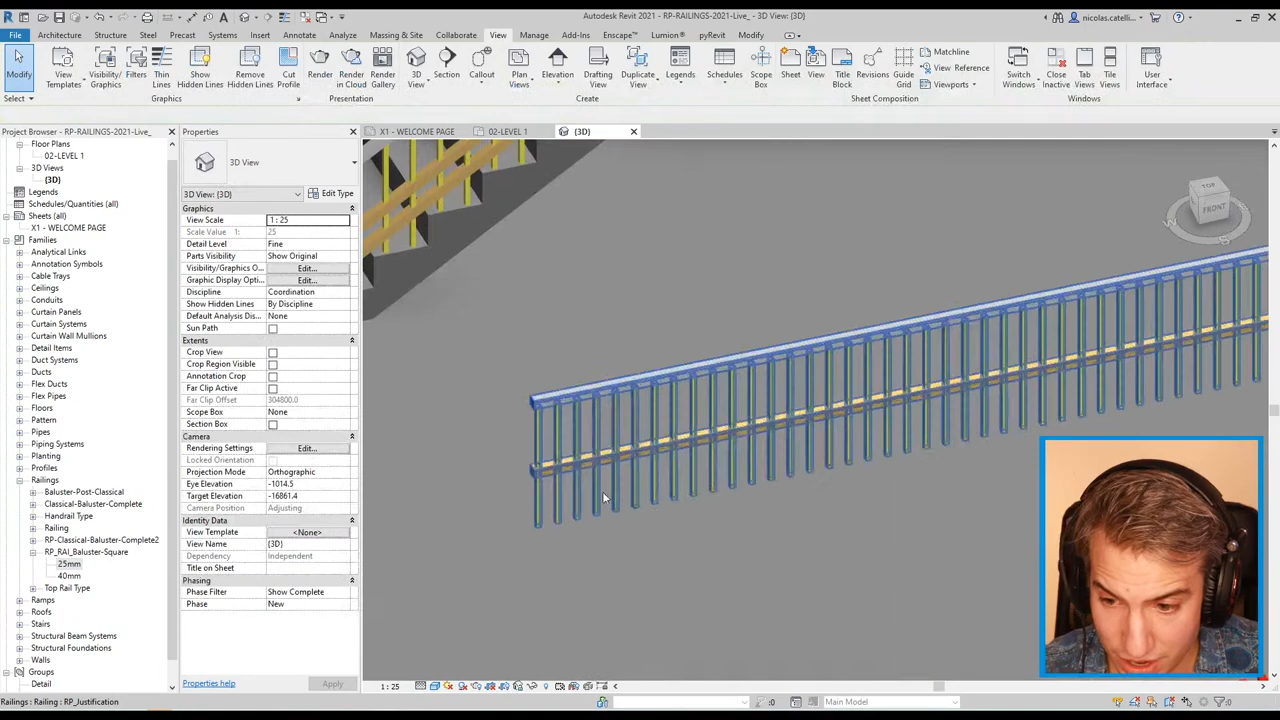 Autodesk Revit 2021 - RP-RAILINGS-2021-Live_ - 3D View: {3D}
nicolas.catelli...
File Architecture Structure Steel Precast Systems Insert Annotate Analyze Massing & Site Collaborate View Manage Add-Ins Enscape™ Lumion® pyRevit Modify
Modify
View Templates
Visibility/ Graphics
Filters
Thin Lines
Show Hidden Lines
Remove Hidden Lines
Cut Profile
Render
Render in Cloud
Render Gallery
3D View
Section
Callout
Plan Views
Elevation
Drafting View
Duplicate View
Legends
Schedules
Scope Box
Sheet
View
Title Block
Revisions
Guide Grid
Matchline
View Reference
Viewports
Switch Windows
Close Inactive
Tab Views
Tile Views
User Interface
Select Graphics Presentation Create Sheet Composition Windows
Project Browser - RP-RAILINGS-2021-Live_
Floor Plans
02-LEVEL 1
3D Views
{3D}
Legends
Schedules/Quantities (all)
Sheets (all)
X1 - WELCOME PAGE
Families
Analytical Links
Annotation Symbols
Cable Trays
Ceilings
Conduits
Curtain Panels
Curtain Systems
Curtain Wall Mullions
Detail Items
Duct Systems
Ducts
Flex Ducts
Flex Pipes
Floors
Pattern
Pipes
Piping Systems
Planting
Profiles
Railings
Baluster-Post-Classical
Classical-Baluster-Complete
Handrail Type
Railing
RP-Classical-Baluster-Complete2
RP_RAI_Baluster-Square
25mm
40mm
Top Rail Type
Ramps
Roofs
Stairs
Structural Beam Systems
Structural Foundations
Walls
Groups
Detail
Properties
3D View
3D View: {3D} Edit Type
Graphics
View Scale 1 : 25
Scale Value 1: 25
Detail Level Fine
Parts Visibility Show Original
Visibility/Graphics O... Edit...
Graphic Display Opti... Edit...
Discipline Coordination
Show Hidden Lines By Discipline
Default Analysis Dis... None
Sun Path
Extents
Crop View
Crop Region Visible
Annotation Crop
Far Clip Active
Far Clip Offset 304800.0
Scope Box None
Section Box
Camera
Rendering Settings Edit...
Locked Orientation
Projection Mode Orthographic
Eye Elevation -1014.5
Target Elevation -16861.4
Camera Position Adjusting
Identity Data
View Template <None>
View Name {3D}
Dependency Independent
Title on Sheet
Phasing
Phase Filter Show Complete
Phase New
Properties help Apply
X1 - WELCOME PAGE 02-LEVEL 1 {3D}
TOP
FRONT
W
S
1 : 25
Railings : Railing : RP_Justification
:0 Main Model :0